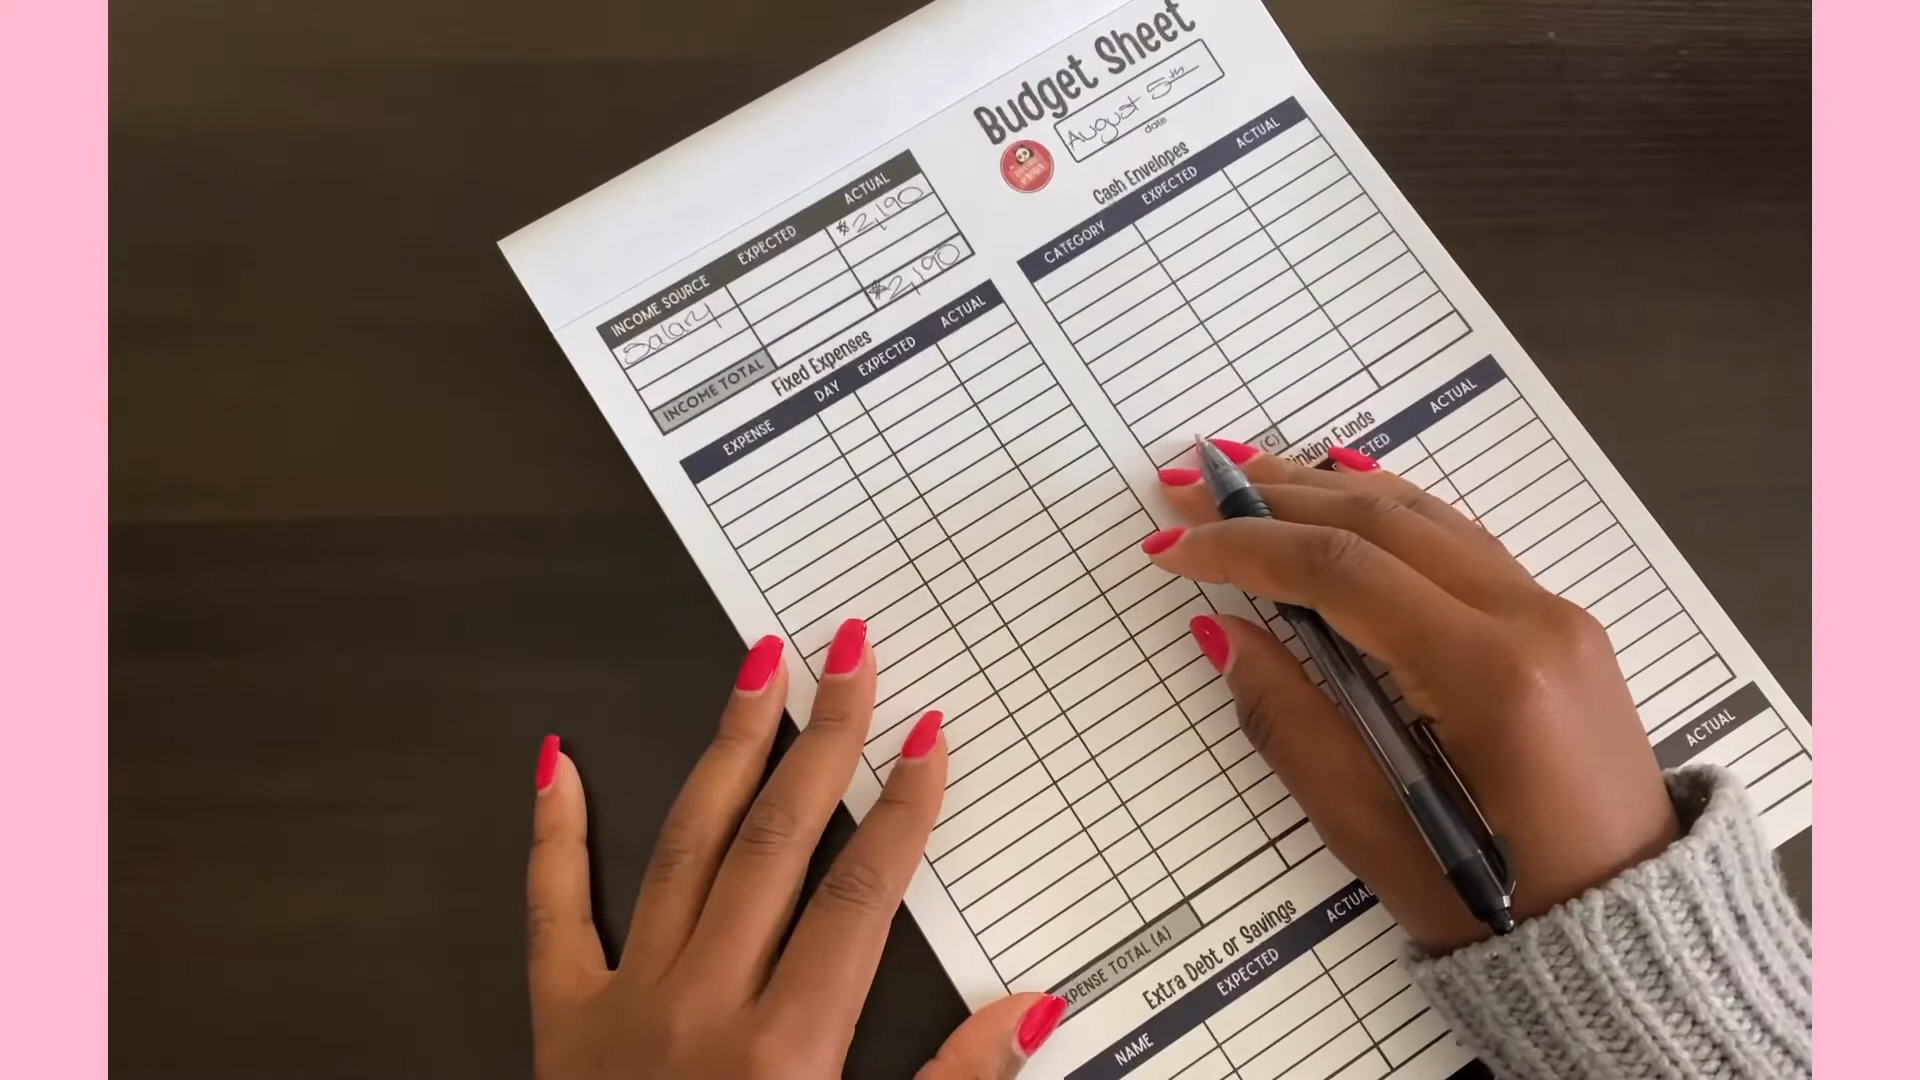 Budget Sheet
August 5th
date
INCOME SOURCE EXPECTED ACTUAL
Salary $2,190
INCOME TOTAL $2,190
Fixed Expenses
EXPENSE DAY EXPECTED ACTUAL
EXPENSE TOTAL (A)
Extra Debt or Savings
NAME EXPECTED ACTUAL
Cash Envelopes
CATEGORY EXPECTED ACTUAL
(C)
Sinking Funds
EXPECTED ACTUAL
ACTUAL